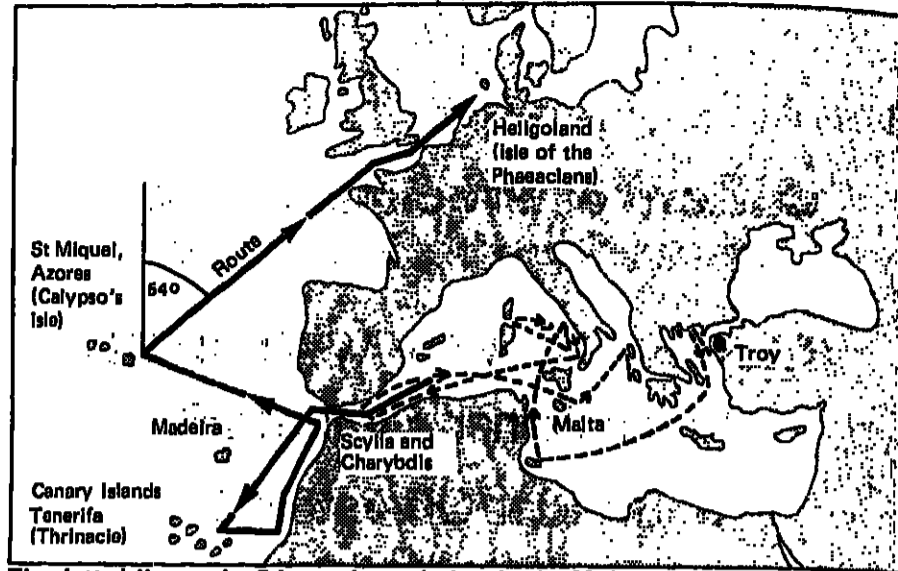 Heligoland
(Isle of the
Phaeacians)
St Miquel,
Azores
(Calypso's
Isle)
54°
Route
Troy
Madeira
Scylla and
Charybdis
Malta
Canary Islands
Tenerifa
(Thrinacie)